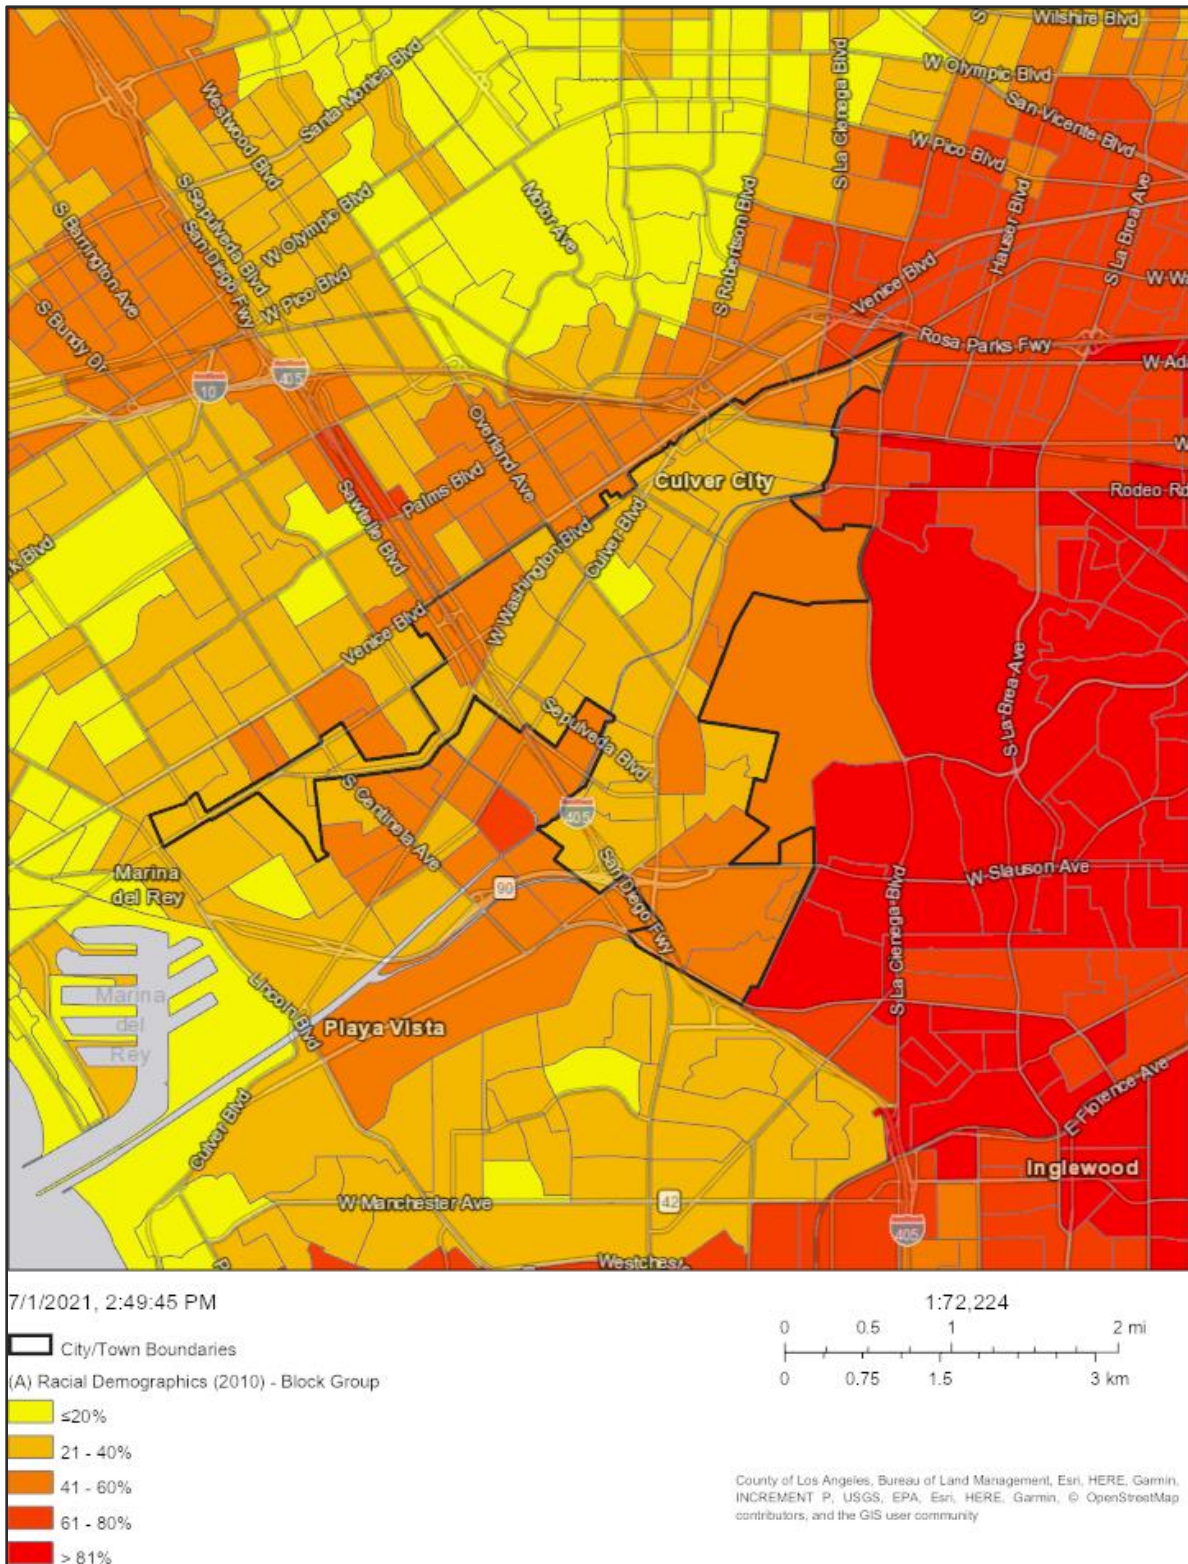 Wilshire Blvd
S
W Olympic Blvd
San Vicente Blvd
W Pico Blvd
S La Cienega Blvd
Santa Monica Blvd
Westwood Blvd
S Sepulveda Blvd
San Diego Fwy
W Olympic Blvd
W Pico Blvd
S Barrington Ave
S Bundy Dr
Motor Ave
S Robertson Blvd
Hauser Blvd
S La Brea Ave
Venice Blvd
W Wa
Rosa Parks Fwy
W Ada
10
405
Overland Ave
Palms Blvd
Sawtelle Blvd
Culver City
W
Rodeo Rd
k Blvd
W Washington Blvd
Culver Blvd
Venice Blvd
S La Brea Ave
Sepulveda Blvd
S Centinela Ave
405
San Diego Fwy
Marina
del Rey
90
W Slauson Ave
S La Cienega Blvd
Marina
del
Rey
Lincoln Blvd
Playa Vista
Culver Blvd
E Florence Ave
Inglewood
W Manchester Ave
42
405
P
Westches
7/1/2021, 2:49:45 PM
1:72,224
0 0.5 1 2 mi
0 0.75 1.5 3 km
City/Town Boundaries
(A) Racial Demographics (2010) - Block Group
≤20%
21 - 40%
41 - 60%
61 - 80%
> 81%
County of Los Angeles, Bureau of Land Management, Esri, HERE, Garmin,
INCREMENT P, USGS, EPA, Esri, HERE, Garmin, © OpenStreetMap
contributors, and the GIS user community